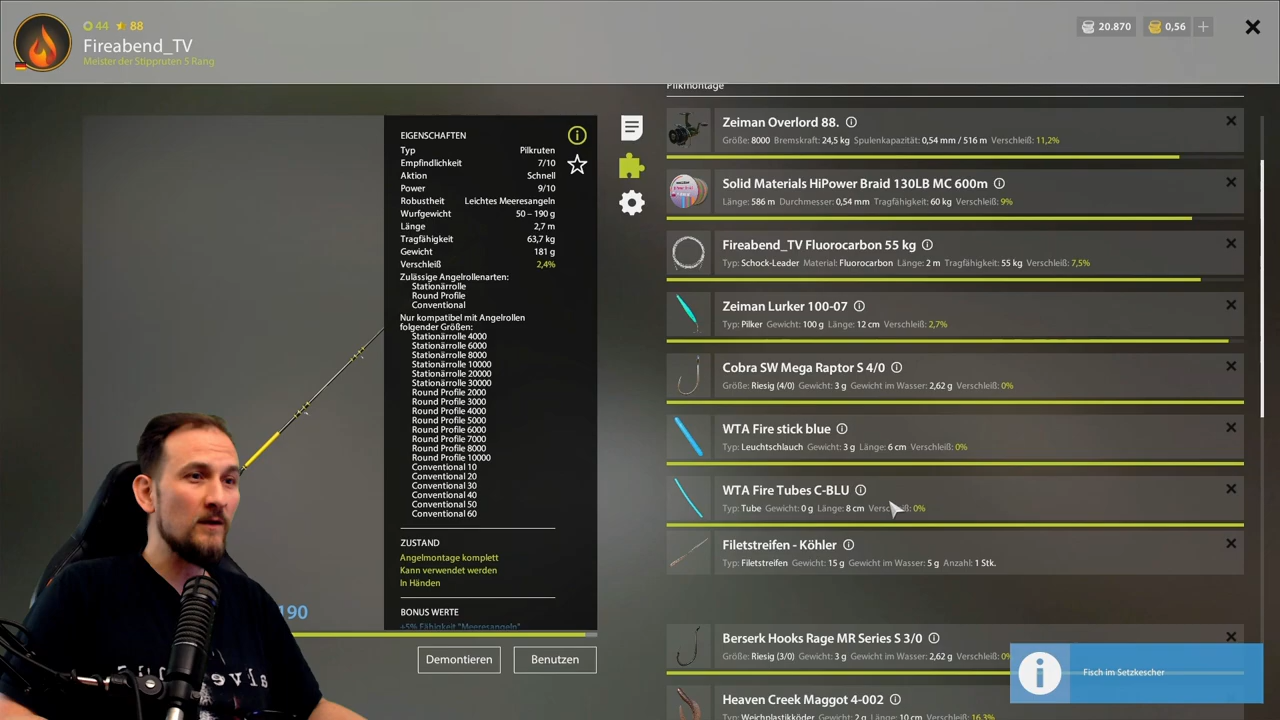 44 88
20.870 0,56 +
Fireabend_TV
Meister der Stippruten 5 Rang
Pilkmontage
EIGENSCHAFTEN
Typ Pilkruten
Empfindlichkeit 7/10
Aktion Schnell
Power 9/10
Robustheit Leichtes Meeresangeln
Wurfgewicht 50 – 190 g
Länge 2,7 m
Tragfähigkeit 63,7 kg
Gewicht 181 g
Verschleiß 2,4%
Zulässige Angelrollenarten:
Stationärrolle
Round Profile
Conventional
Nur kompatibel mit Angelrollen
folgender Größen:
Stationärrolle 4000
Stationärrolle 6000
Stationärrolle 8000
Stationärrolle 10000
Stationärrolle 20000
Stationärrolle 30000
Round Profile 2000
Round Profile 3000
Round Profile 4000
Round Profile 5000
Round Profile 6000
Round Profile 7000
Round Profile 8000
Round Profile 10000
Conventional 10
Conventional 20
Conventional 30
Conventional 40
Conventional 50
Conventional 60
ZUSTAND
Angelmontage komplett
Kann verwendet werden
In Händen
BONUS WERTE
+5% Fähigkeit "Meeresangeln"
190
Demontieren Benutzen
Zeiman Overlord 88.
Größe: 8000 Bremskraft: 24,5 kg Spulenkapazität: 0,54 mm / 516 m Verschleiß: 11,2%
Solid Materials HiPower Braid 130LB MC 600m
Länge: 586 m Durchmesser: 0,54 mm Tragfähigkeit: 60 kg Verschleiß: 9%
Fireabend_TV Fluorocarbon 55 kg
Typ: Schock-Leader Material: Fluorocarbon Länge: 2 m Tragfähigkeit: 55 kg Verschleiß: 7,5%
Zeiman Lurker 100-07
Typ: Pilker Gewicht: 100 g Länge: 12 cm Verschleiß: 2,7%
Cobra SW Mega Raptor S 4/0
Größe: Riesig (4/0) Gewicht: 3 g Gewicht im Wasser: 2,62 g Verschleiß: 0%
WTA Fire stick blue
Typ: Leuchtschlauch Gewicht: 3 g Länge: 6 cm Verschleiß: 0%
WTA Fire Tubes C-BLU
Typ: Tube Gewicht: 0 g Länge: 8 cm 0%
Filetstreifen - Köhler
Typ: Filetstreifen Gewicht: 15 g Gewicht im Wasser: 5 g Anzahl: 1 Stk.
Berserk Hooks Rage MR Series S 3/0
Größe: Riesig (3/0) Gewicht: 3 g Gewicht im Wasser: 2,62 g
Fisch im Setzkescher
Heaven Creek Maggot 4-002
Typ: Weichplastikköder Gewicht: 2 g Länge: 10 cm Verschleiß: 16,3%